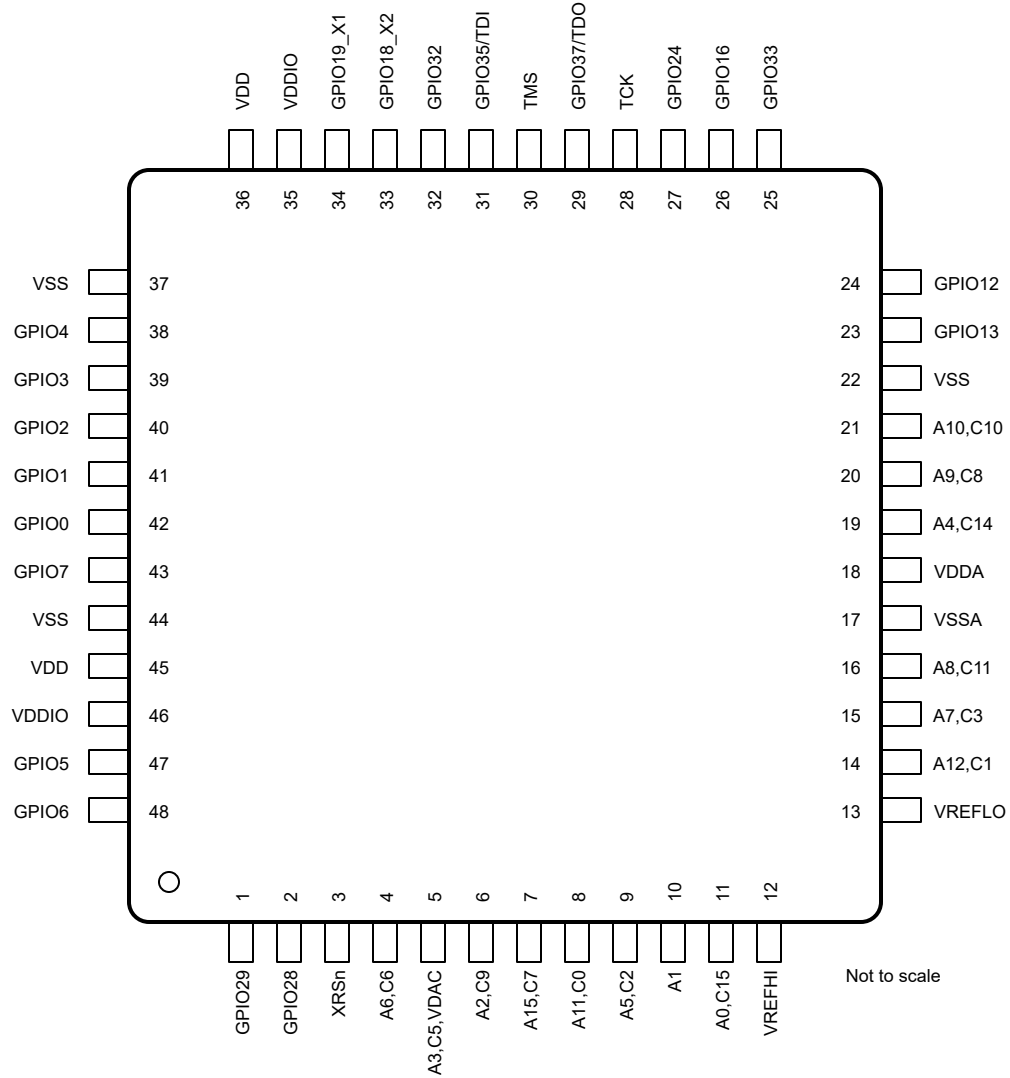 VDD
VDDIO
GPIO19_X1
GPIO18_X2
GPIO32
GPIO35/TDI
TMS
GPIO37/TDO
TCK
GPIO24
GPIO16
GPIO33
36
35
34
33
32
31
30
29
28
27
26
25
VSS 37
GPIO4 38
GPIO3 39
GPIO2 40
GPIO1 41
GPIO0 42
GPIO7 43
VSS 44
VDD 45
VDDIO 46
GPIO5 47
GPIO6 48
24 GPIO12
23 GPIO13
22 VSS
21 A10,C10
20 A9,C8
19 A4,C14
18 VDDA
17 VSSA
16 A8,C11
15 A7,C3
14 A12,C1
13 VREFLO
1
2
3
4
5
6
7
8
9
10
11
12
GPIO29
GPIO28
XRSn
A6,C6
A3,C5,VDAC
A2,C9
A15,C7
A11,C0
A5,C2
A1
A0,C15
VREFHI
Not to scale